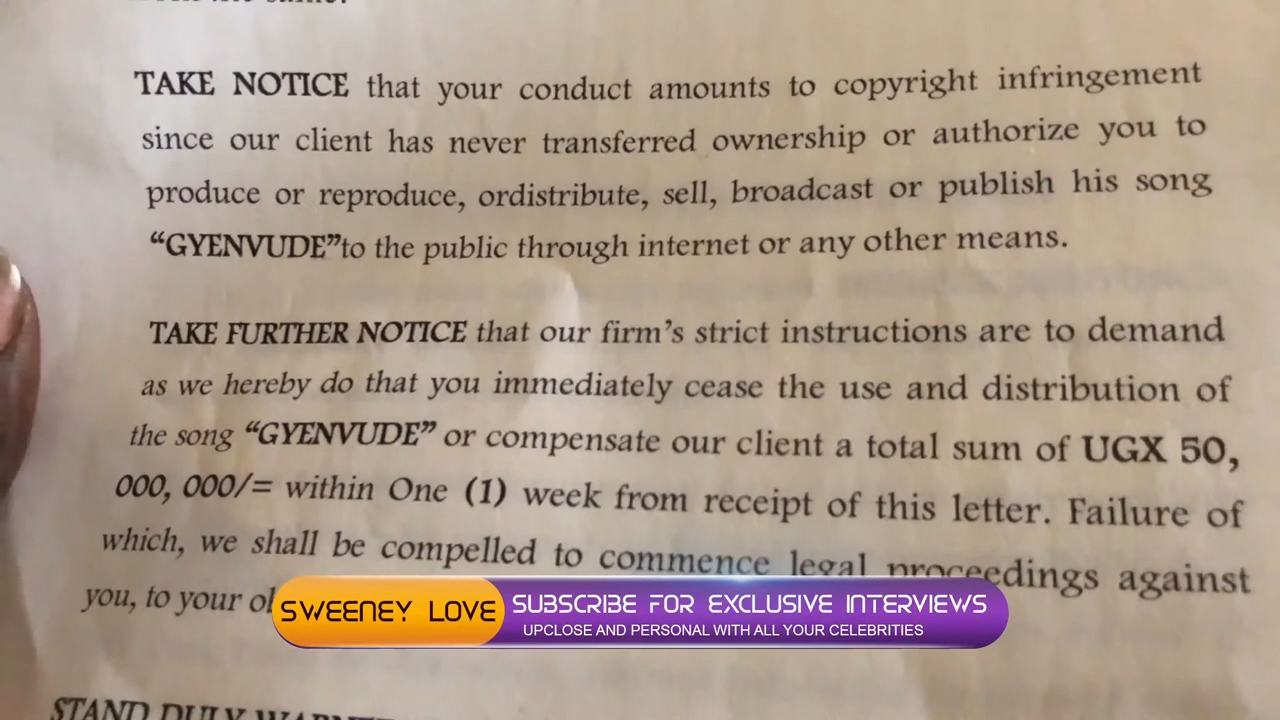 TAKE NOTICE that your conduct amounts to copyright infringement
since our client has never transferred ownership or authorize you to
produce or reproduce, ordistribute, sell, broadcast or publish his song
“GYENVUDE”to the public through internet or any other means.
TAKE FURTHER NOTICE that our firm’s strict instructions are to demand
as we hereby do that you immediately cease the use and distribution of
the song “GYENVUDE” or compensate our client a total sum of UGX 50,
000, 000/= within One (1) week from receipt of this letter. Failure of
which, we shall be compelled to commence legal proceedings against
you, to your
SWEENEY LOVE
SUBSCRIBE FOR EXCLUSIVE INTERVIEWS
UPCLOSE AND PERSONAL WITH ALL YOUR CELEBRITIES
STAND DULY